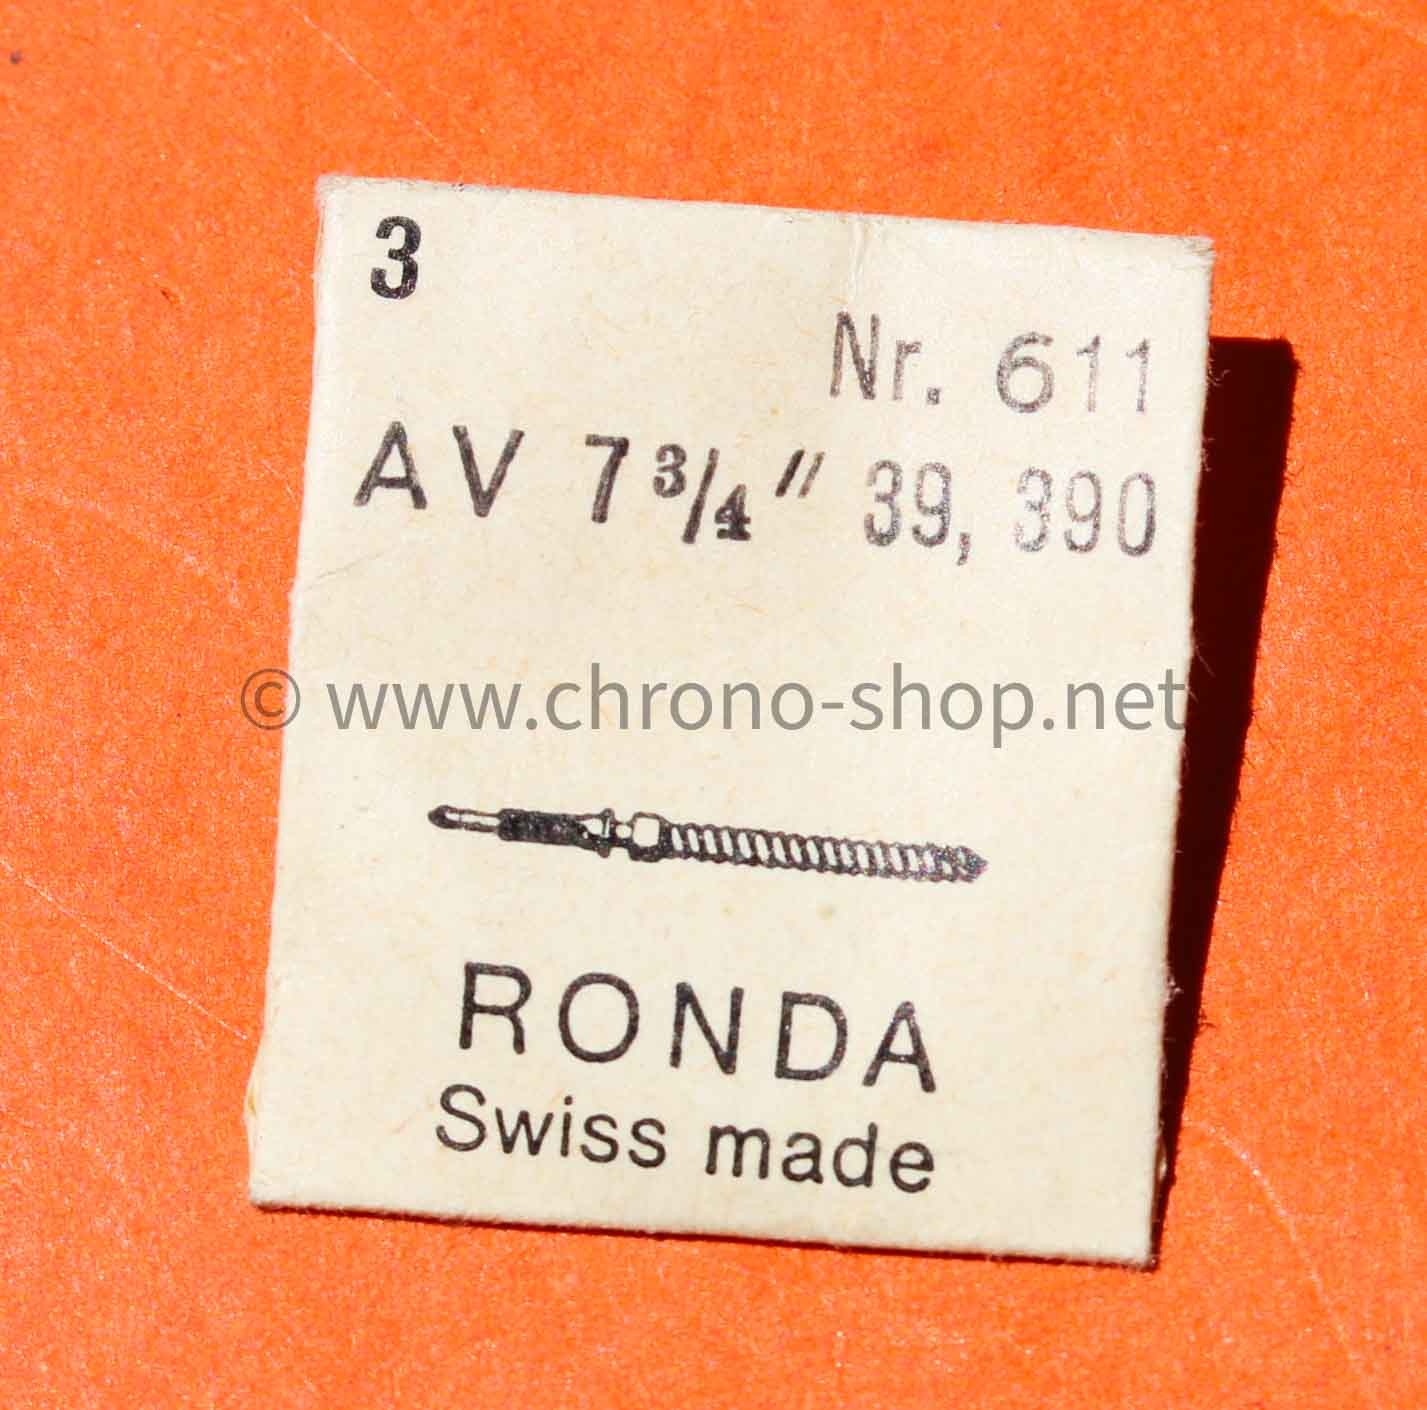 3
Nr. 611
AV 7 3/4 ″ 39, 390
© www.chrono-shop.net
RONDA
Swiss made